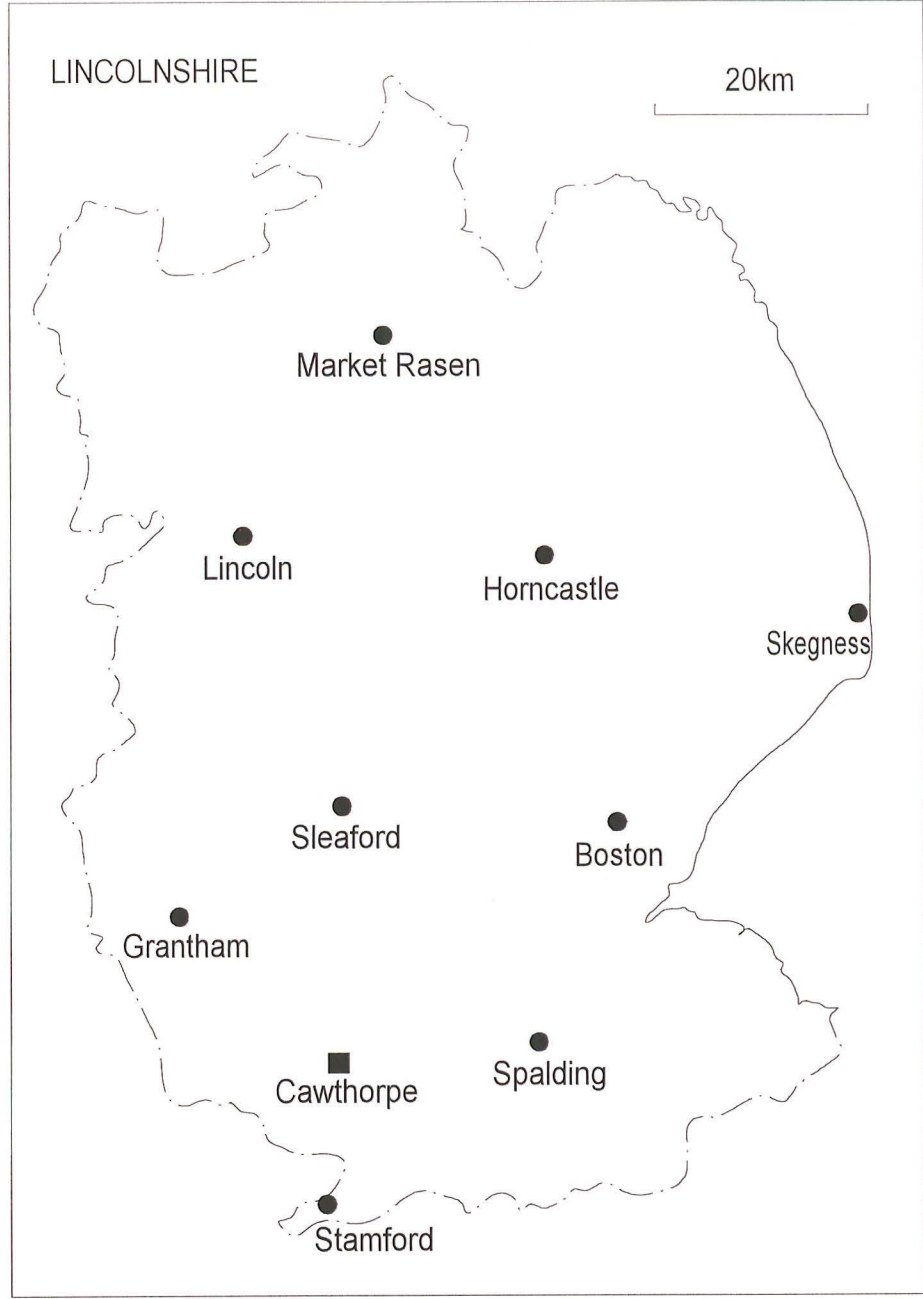 LINCOLNSHIRE
20km
Market Rasen
Lincoln
Horncastle
Skegness
Sleaford
Boston
Grantham
Cawthorpe
Spalding
Stamford